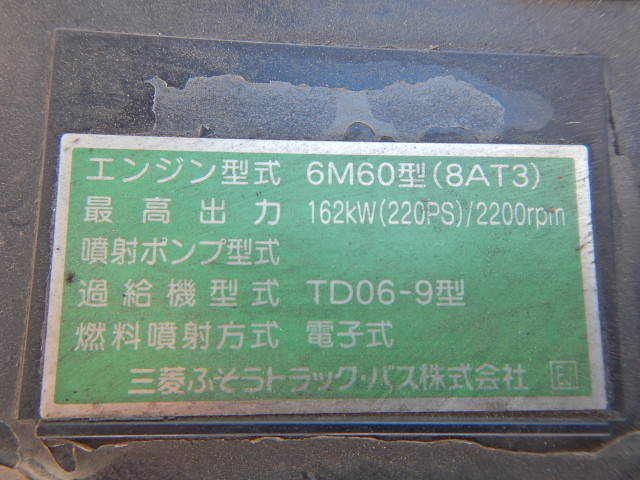 エンジン型式 6M60型(8AT3)
最高出力 162kW(220PS)/2200rpm
噴射ポンプ型式
過給機型式 TD06-9型
燃料噴射方式 電子式
三菱ふそうトラック・バス株式会社 EJ